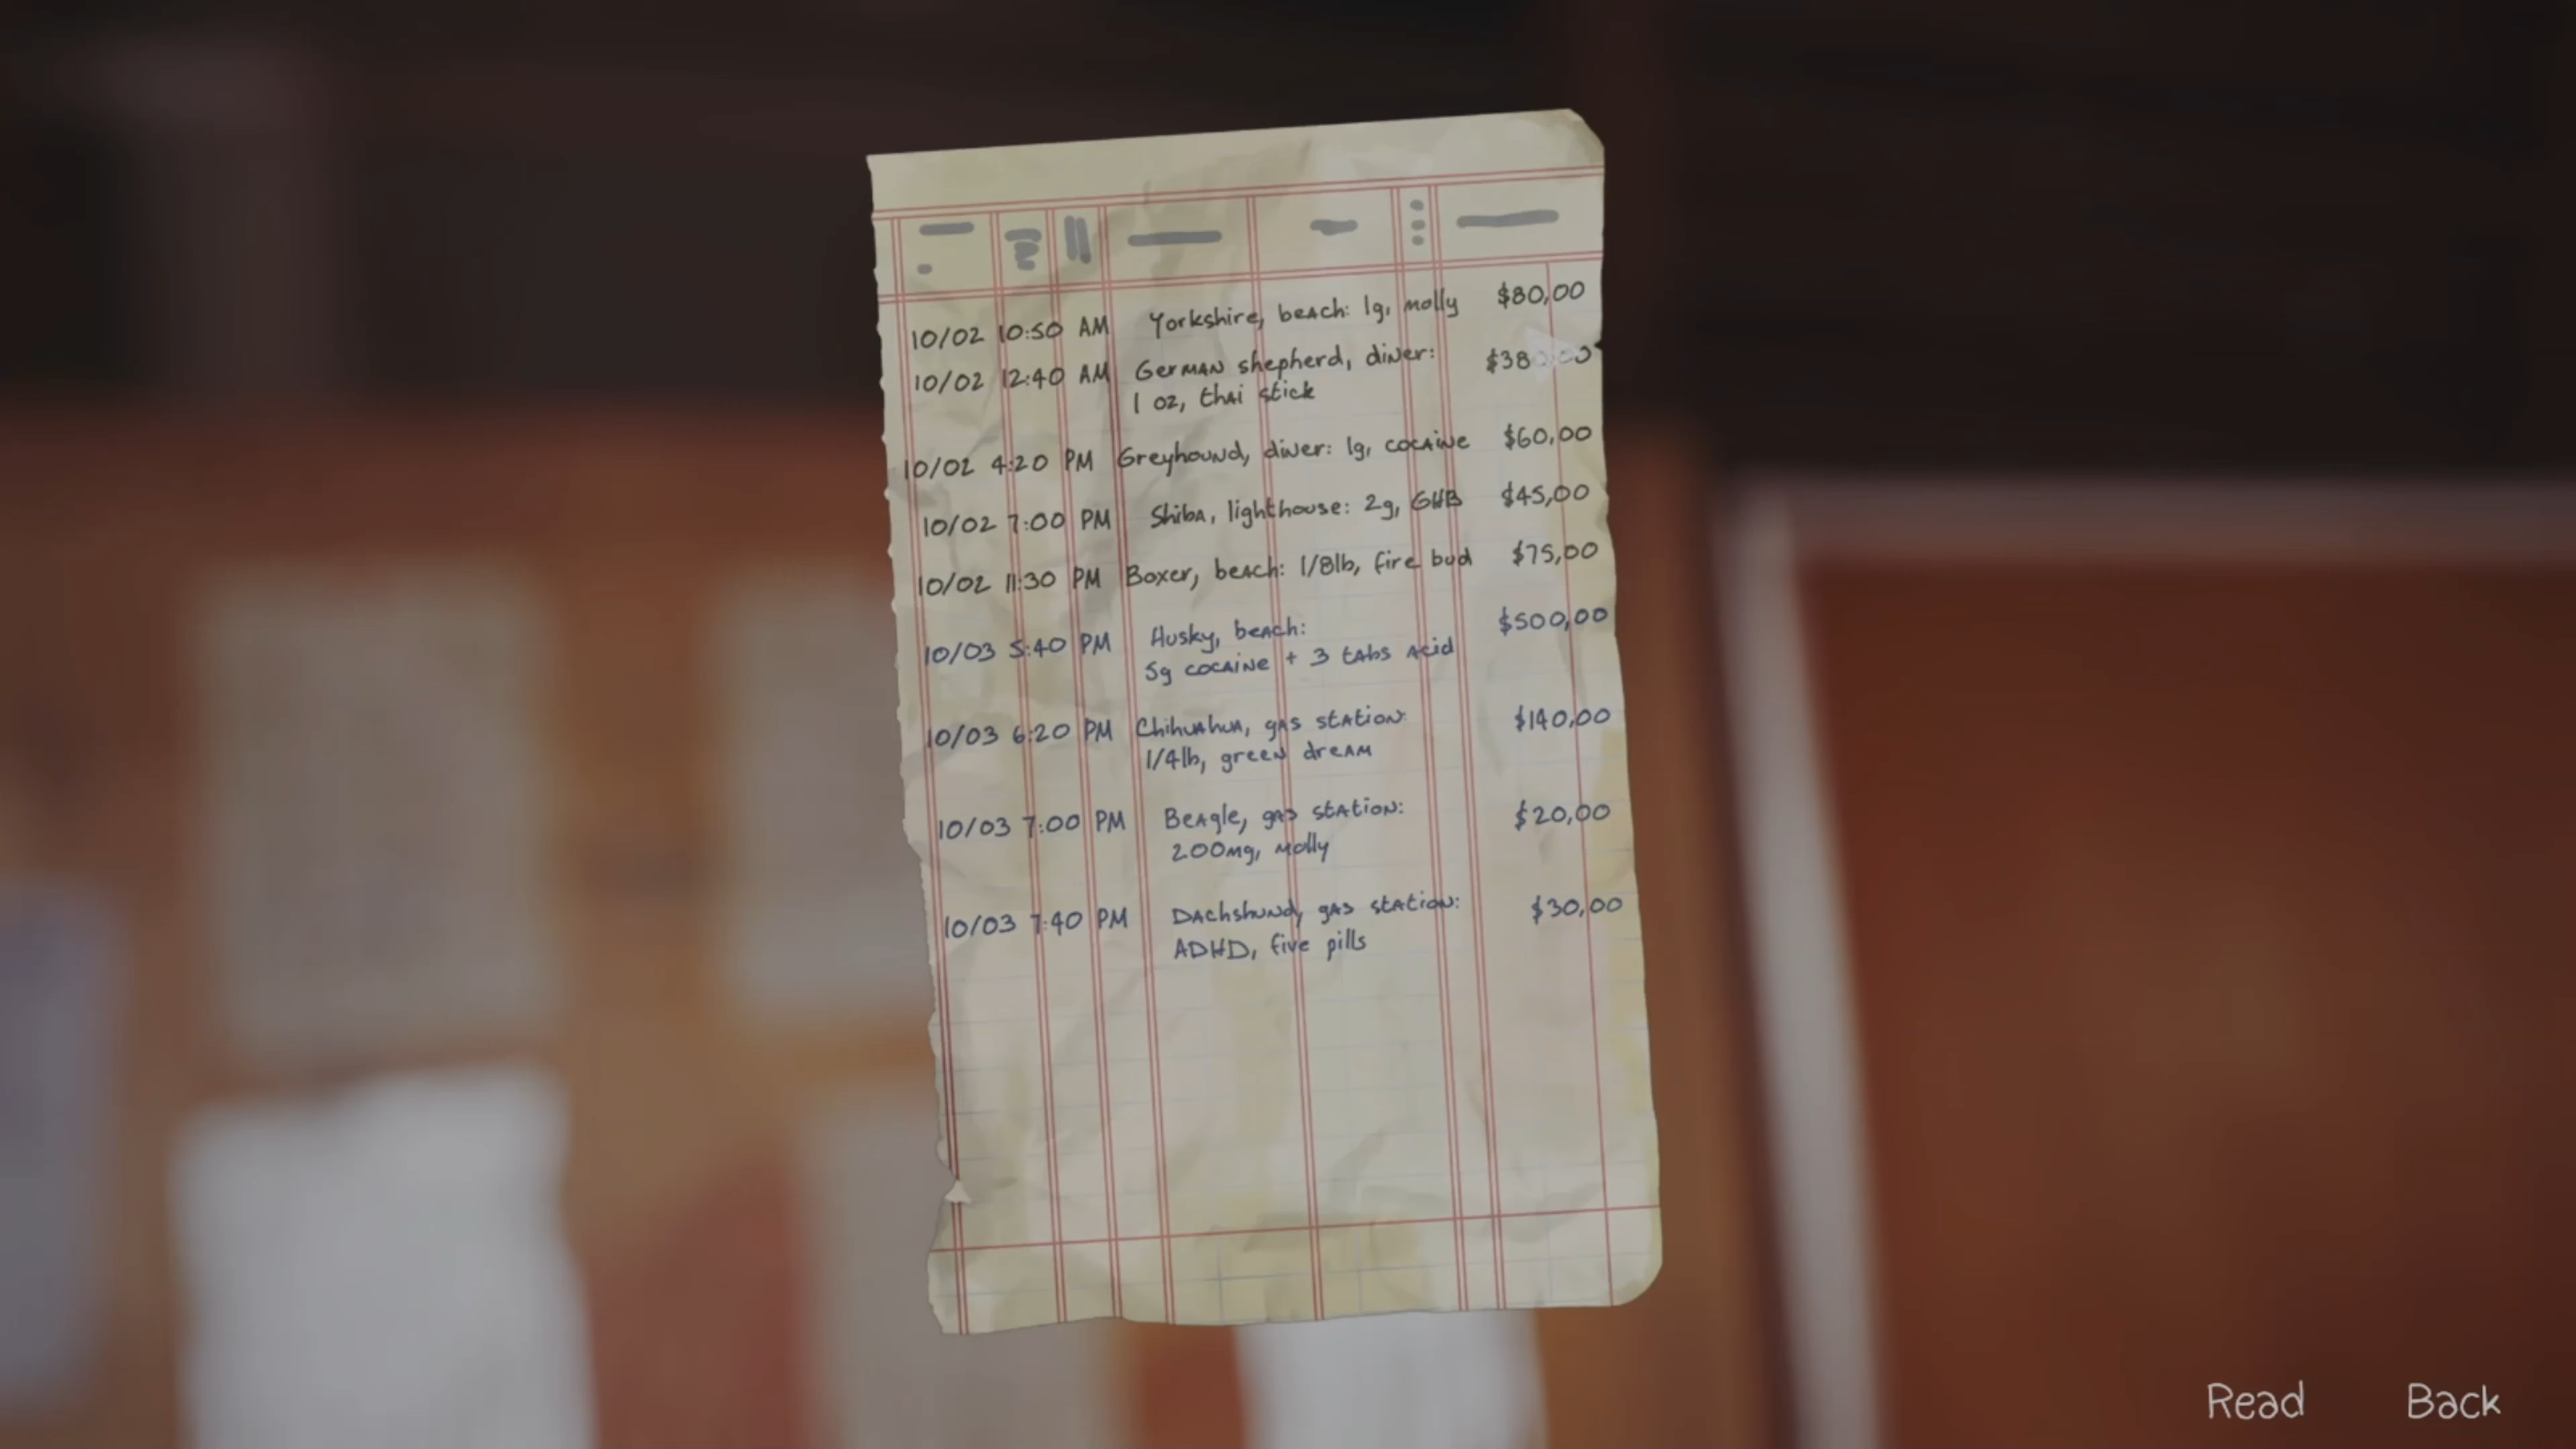 10/02 10:50 AM Yorkshire, beach: 1g, molly $80,00
10/02 12:40 AM German shepherd, diner: $380,00
1 oz, thai stick
10/02 4:20 PM Greyhound, diner: 1g, cocaine $60,00
10/02 7:00 PM Shiba, lighthouse: 2g, GHB $45,00
10/02 11:30 PM Boxer, beach: 1/8lb, fire bud $75,00
10/03 5:40 PM Husky, beach: $500,00
5g cocaine + 3 tabs acid
10/03 6:20 PM Chihuahua, gas station: $140,00
1/4lb, green dream
10/03 7:00 PM Beagle, gas station: $20,00
200mg, molly
10/03 7:40 PM Dachshund, gas station: $30,00
ADHD, five pills
Read Back